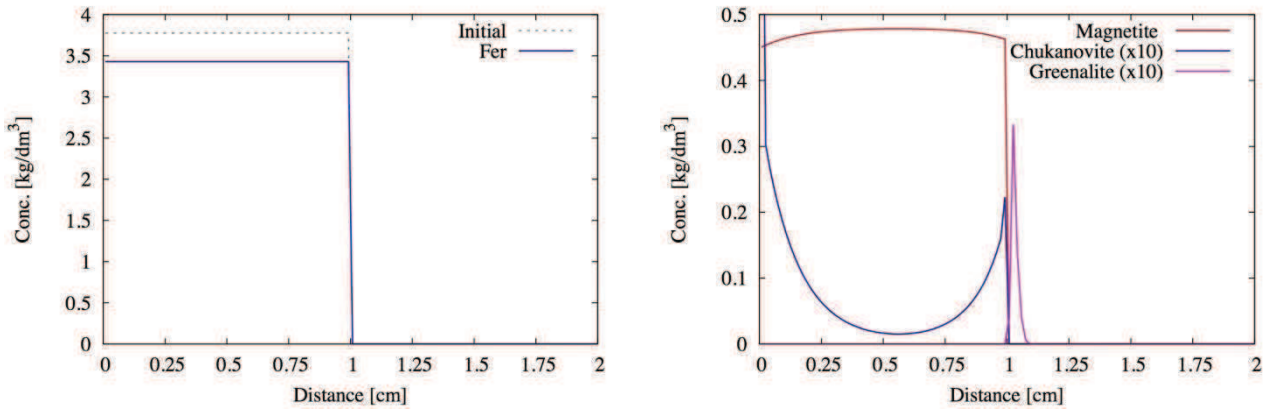 Conc. [kg/dm³]
4
3.5
3
2.5
2
1.5
1
0.5
0
Initial
Fer
0 0.25 0.5 0.75 1 1.25 1.5 1.75 2
Distance [cm]
Conc. [kg/dm³]
0.5
0.4
0.3
0.2
0.1
0
Magnetite
Chukanovite (x10)
Greenalite (x10)
0 0.25 0.5 0.75 1 1.25 1.5 1.75 2
Distance [cm]